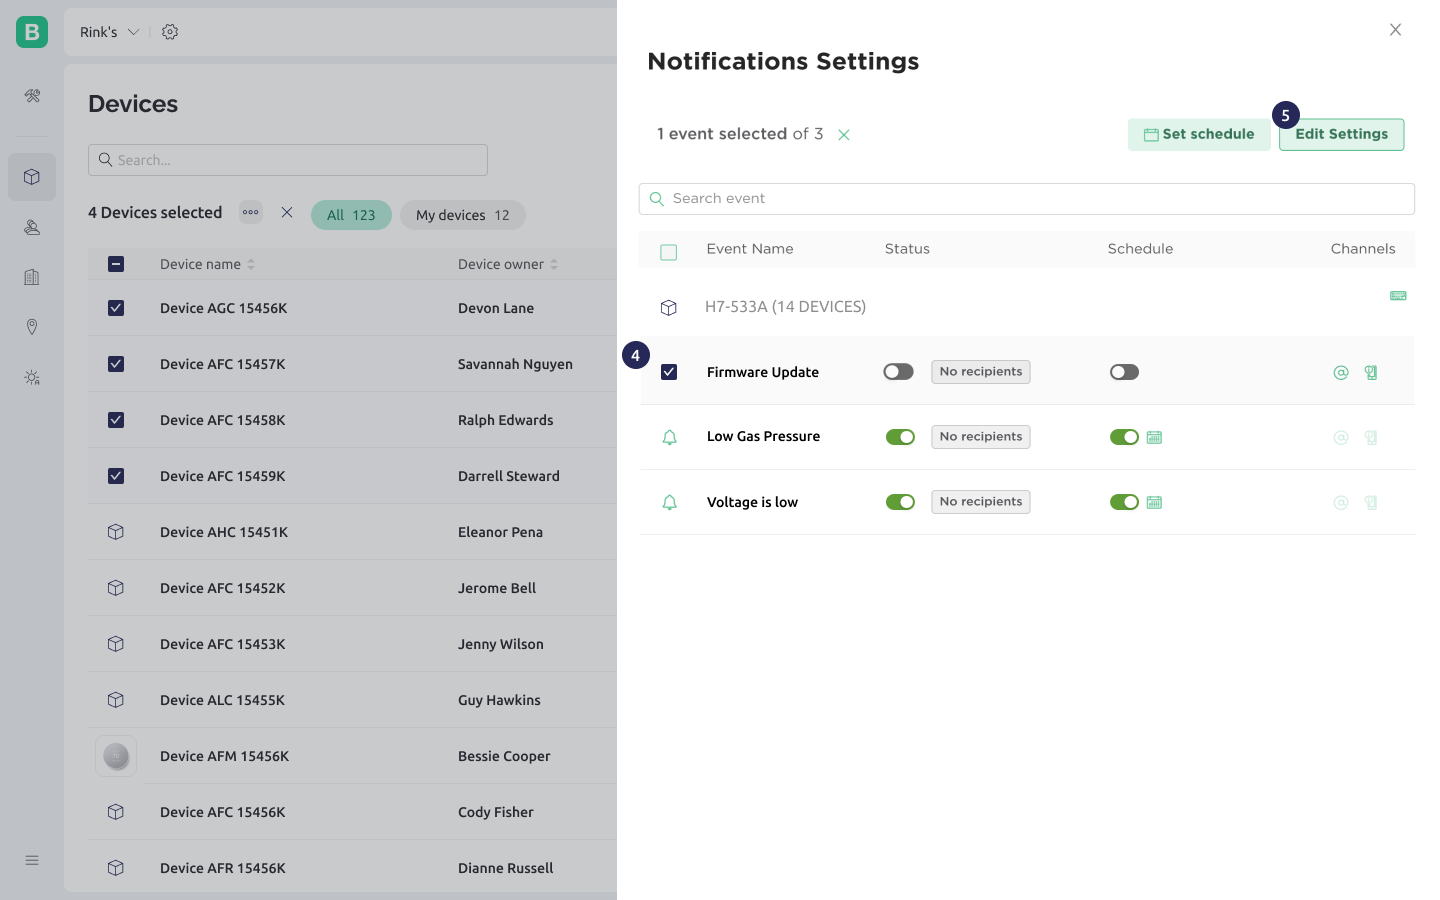 B
Rink's
Devices
Search...
4 Devices selected
All 123
My devices 12
Device name
Device owner
Device AGC 15456K
Devon Lane
Device AFC 15457K
Savannah Nguyen
Device AFC 15458K
Ralph Edwards
Device AFC 15459K
Darrell Steward
Device AHC 15451K
Eleanor Pena
Device AFC 15452K
Jerome Bell
Device AFC 15453K
Jenny Wilson
Device ALC 15455K
Guy Hawkins
Device AFM 15456K
Bessie Cooper
Device AFC 15456K
Cody Fisher
Device AFR 15456K
Dianne Russell
Notifications Settings
1 event selected of 3
Set schedule
5
Edit Settings
Search event
Event Name
Status
Schedule
Channels
H7-533A (14 DEVICES)
4
Firmware Update
No recipients
Low Gas Pressure
No recipients
Voltage is low
No recipients